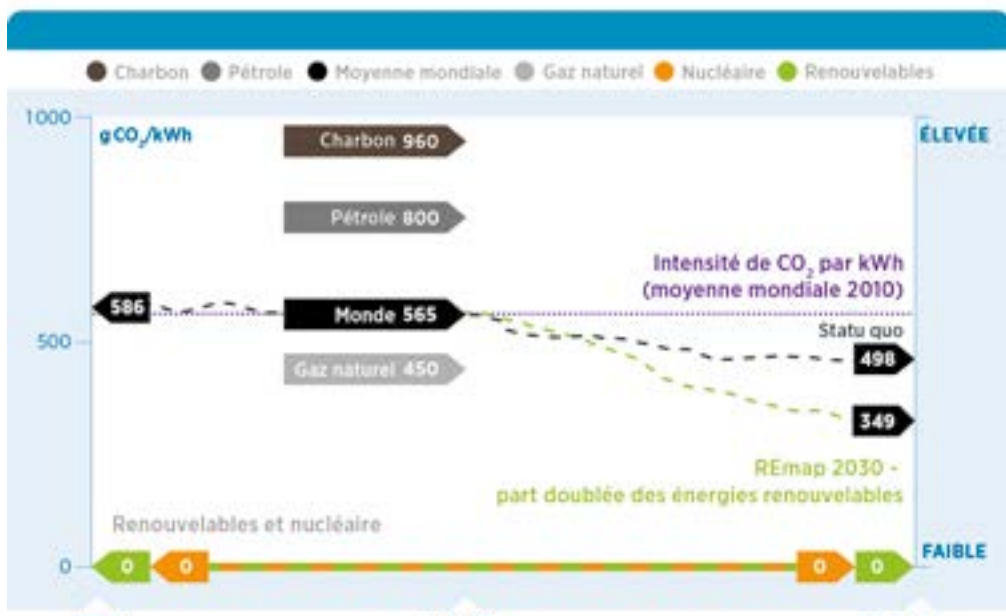 Charbon Pétrole Moyenne mondiale Gaz naturel Nucléaire Renouvelables
1000
gCO₂/kWh
Charbon 960
ÉLEVÉE
Pétrole 800
Intensité de CO₂ par kWh
(moyenne mondiale 2010)
586
Monde 565
Statu quo
500
498
Gaz naturel 450
349
REmap 2030 -
part doublée des énergies renouvelables
Renouvelables et nucléaire
FAIBLE
0 0 0 0 0